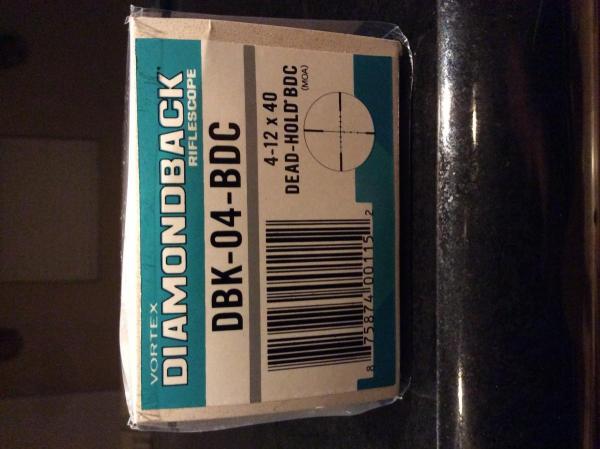 VORTEX
DIAMONDBACK
RIFLESCOPE
DBK-04-BDC
4-12 x 40
DEAD-HOLD® BDC
(MOA)
8 75874 00115 2